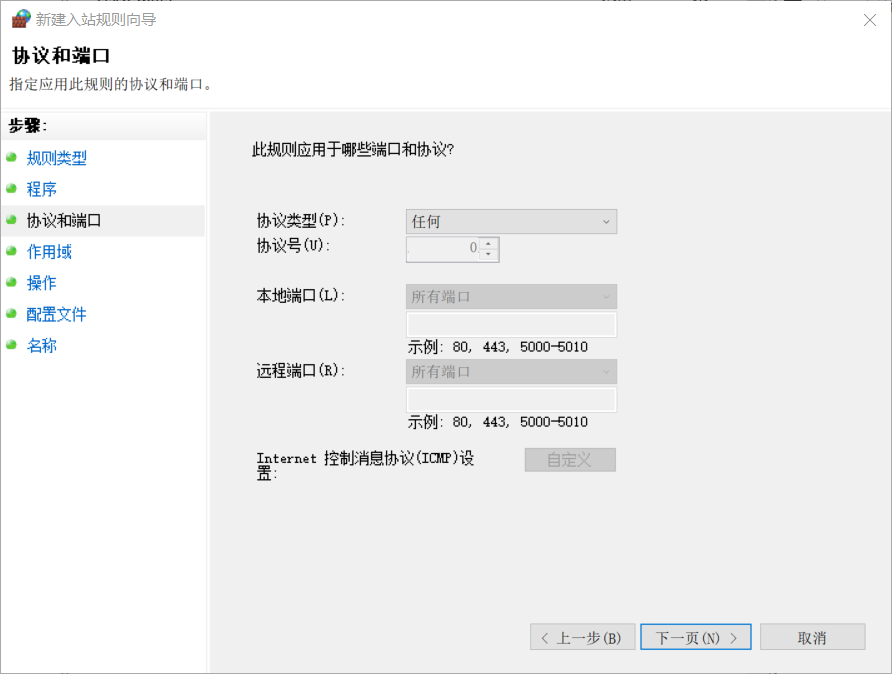 新建入站规则向导
协议和端口
指定应用此规则的协议和端口。
步骤:
规则类型
程序
协议和端口
作用域
操作
配置文件
名称
此规则应用于哪些端口和协议?
协议类型(P): 任何
协议号(U): 0
本地端口(L): 所有端口
示例: 80, 443, 5000-5010
远程端口(R): 所有端口
示例: 80, 443, 5000-5010
Internet 控制消息协议(ICMP)设
置: 自定义
< 上一步(B) 下一页(N) > 取消